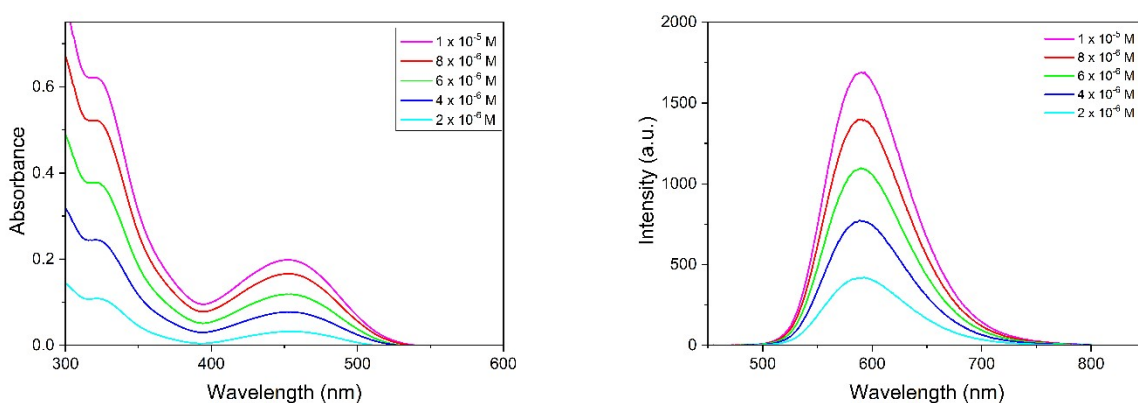 1 x 10⁻⁵ M
8 x 10⁻⁶ M
6 x 10⁻⁶ M
4 x 10⁻⁶ M
2 x 10⁻⁶ M
0.6
0.4
0.2
0.0
Absorbance
300
400
500
600
Wavelength (nm)
1 x 10⁻⁵ M
8 x 10⁻⁶ M
6 x 10⁻⁶ M
4 x 10⁻⁶ M
2 x 10⁻⁶ M
2000
1500
1000
500
0
Intensity (a.u.)
500
600
700
800
Wavelength (nm)